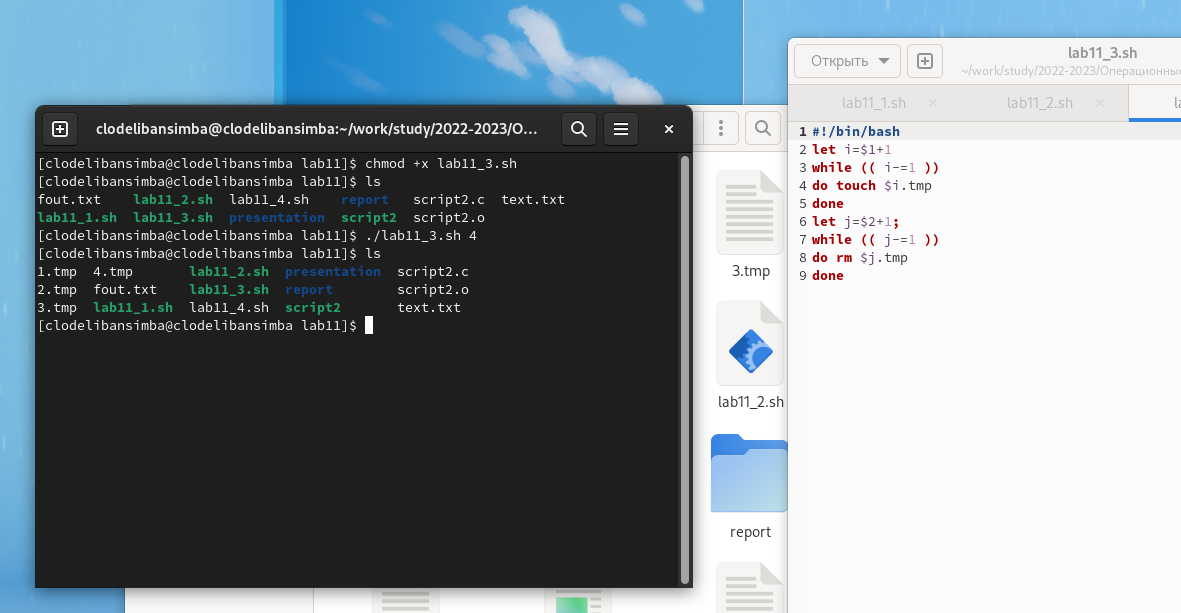 clodelibansimba@clodelibansimba:~/work/study/2022-2023/О...
[clodelibansimba@clodelibansimba lab11]$ chmod +x lab11_3.sh
[clodelibansimba@clodelibansimba lab11]$ ls
fout.txt    lab11_2.sh  lab11_4.sh    report   script2.c  text.txt
lab11_1.sh  lab11_3.sh  presentation  script2  script2.o
[clodelibansimba@clodelibansimba lab11]$ ./lab11_3.sh 4
[clodelibansimba@clodelibansimba lab11]$ ls
1.tmp  4.tmp       lab11_2.sh  presentation  script2.c
2.tmp  fout.txt    lab11_3.sh  report        script2.o
3.tmp  lab11_1.sh  lab11_4.sh  script2       text.txt
[clodelibansimba@clodelibansimba lab11]$
3.tmp
lab11_2.sh
report
Открыть
lab11_3.sh
~/work/study/2022-2023/Операционные
lab11_1.sh
lab11_2.sh
1 #!/bin/bash
2 let i=$1+1
3 while (( i-=1 ))
4 do touch $i.tmp
5 done
6 let j=$2+1;
7 while (( j-=1 ))
8 do rm $j.tmp
9 done